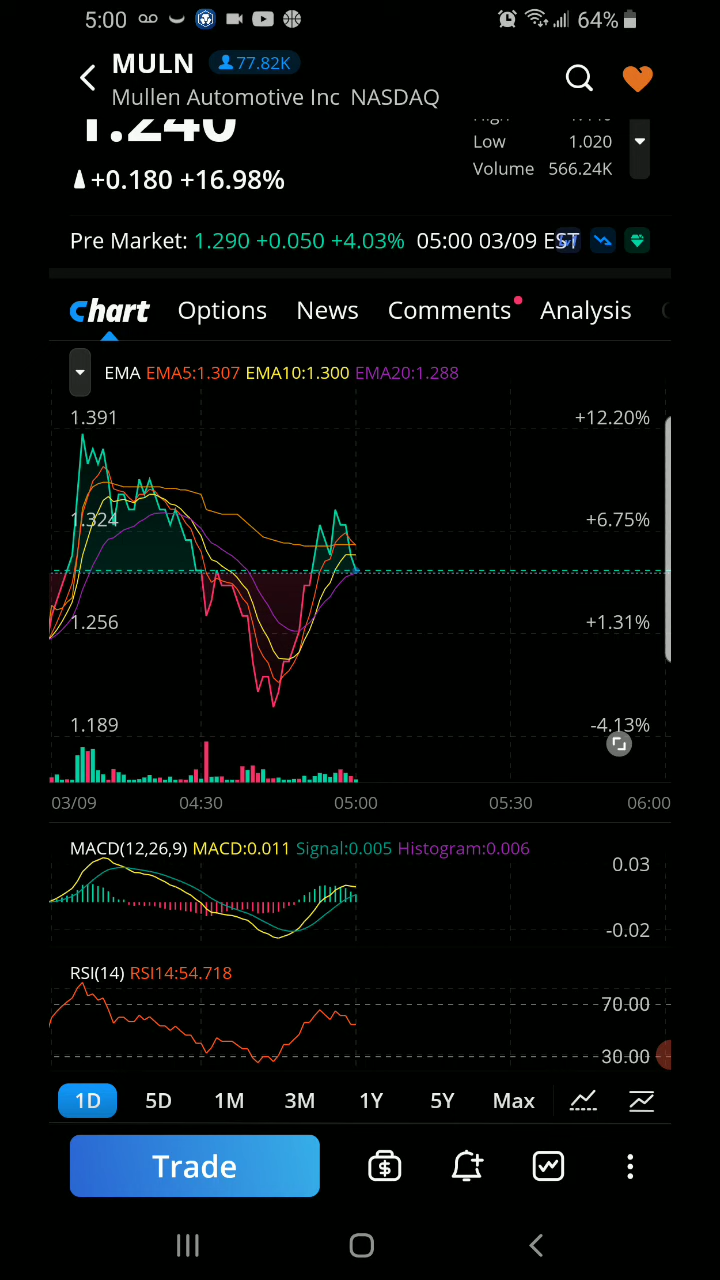 5:00 64%
MULN 77.82K
Mullen Automotive Inc NASDAQ
1.240
Low 1.020
+0.180 +16.98%
Volume 566.24K
Pre Market: 1.290 +0.050 +4.03% 05:00 03/09 EST
Chart Options News Comments Analysis
EMA EMA5:1.307 EMA10:1.300 EMA20:1.288
1.391 +12.20%
1.324 +6.75%
1.256 +1.31%
1.189 -4.13%
03/09 04:30 05:00 05:30 06:00
MACD(12,26,9) MACD:0.011 Signal:0.005 Histogram:0.006
0.03
-0.02
RSI(14) RSI14:54.718
70.00
30.00
1D 5D 1M 3M 1Y 5Y Max
Trade